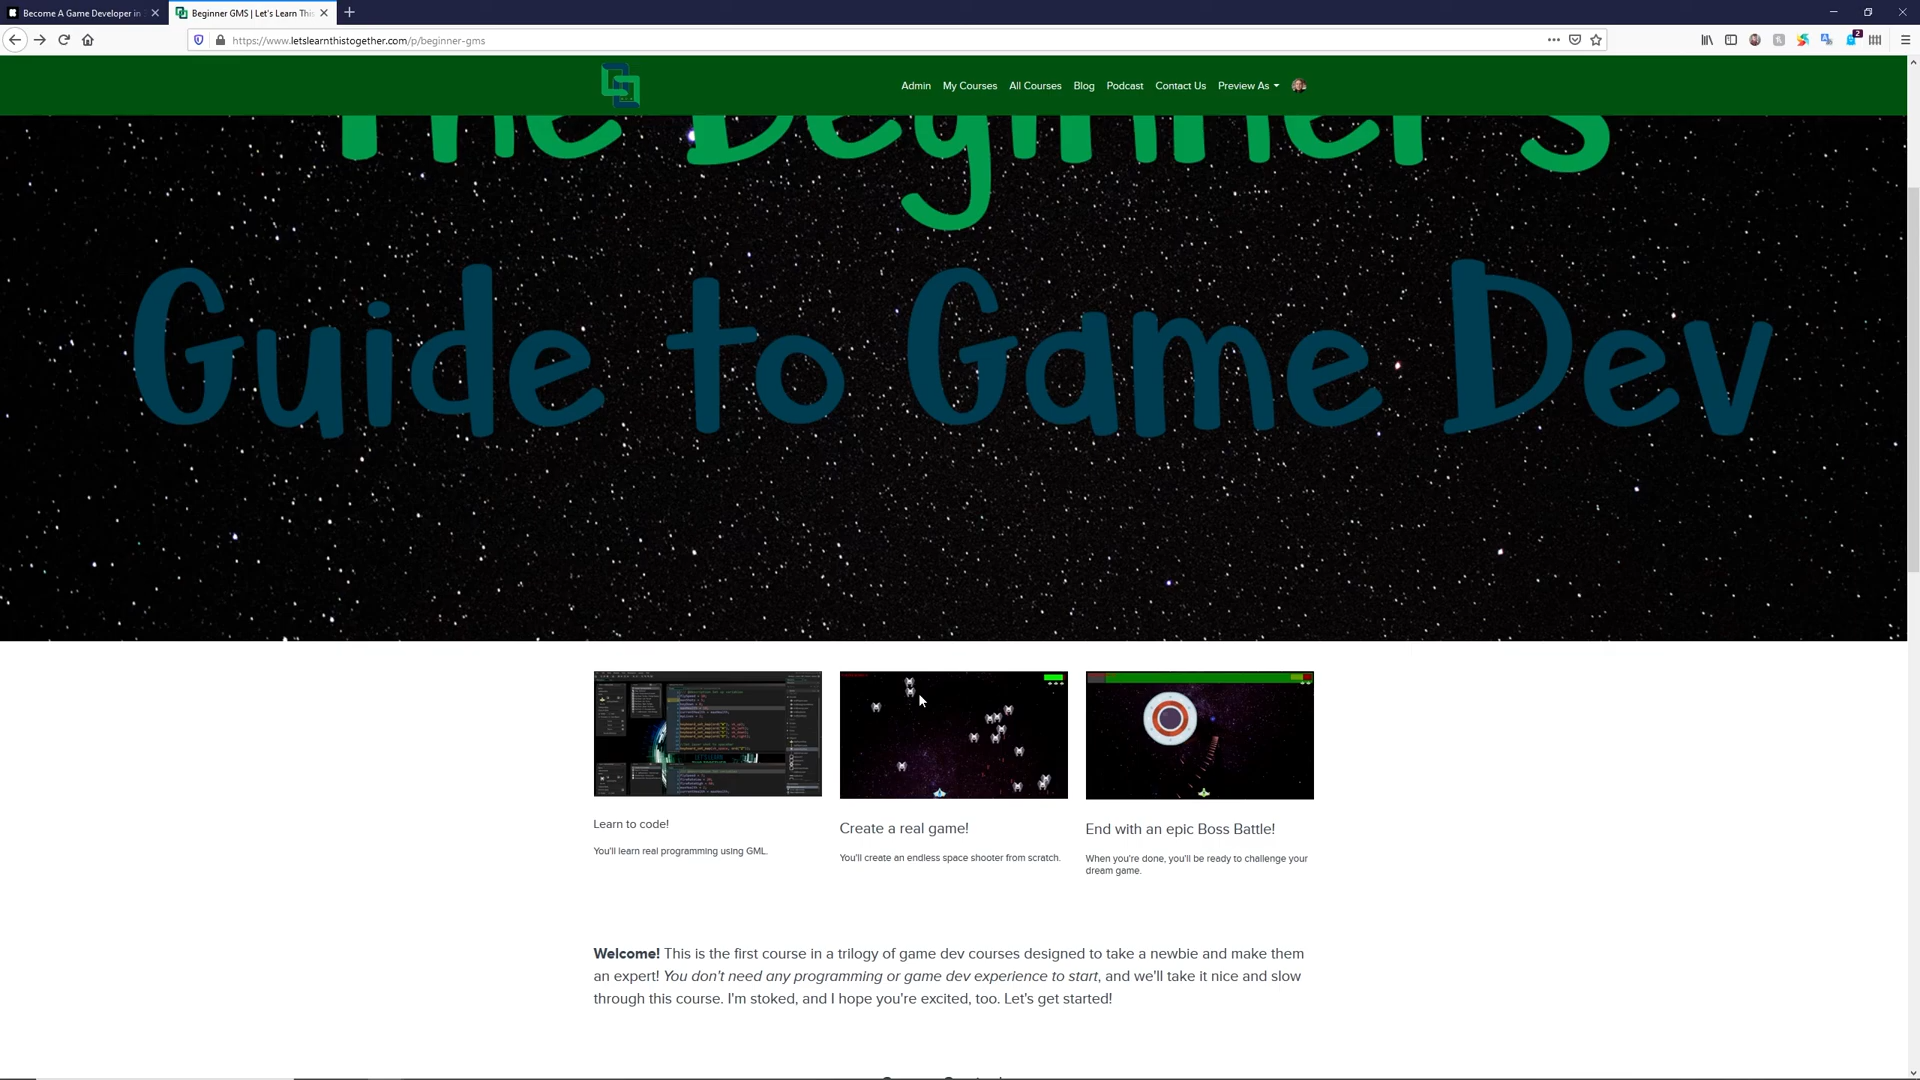 Become A Game Developer in
Beginner GMS | Let's Learn This
https://www.letslearnthistogether.com/p/beginner-gms
2
Admin My Courses All Courses Blog Podcast Contact Us Preview As
The Beginner's
Guide to Game Dev
Learn to code!
You'll learn real programming using GML.
Create a real game!
You'll create an endless space shooter from scratch.
End with an epic Boss Battle!
When you're done, you'll be ready to challenge your
dream game.
Welcome! This is the first course in a trilogy of game dev courses designed to take a newbie and make them
an expert! You don't need any programming or game dev experience to start, and we'll take it nice and slow
through this course. I'm stoked, and I hope you're excited, too. Let's get started!